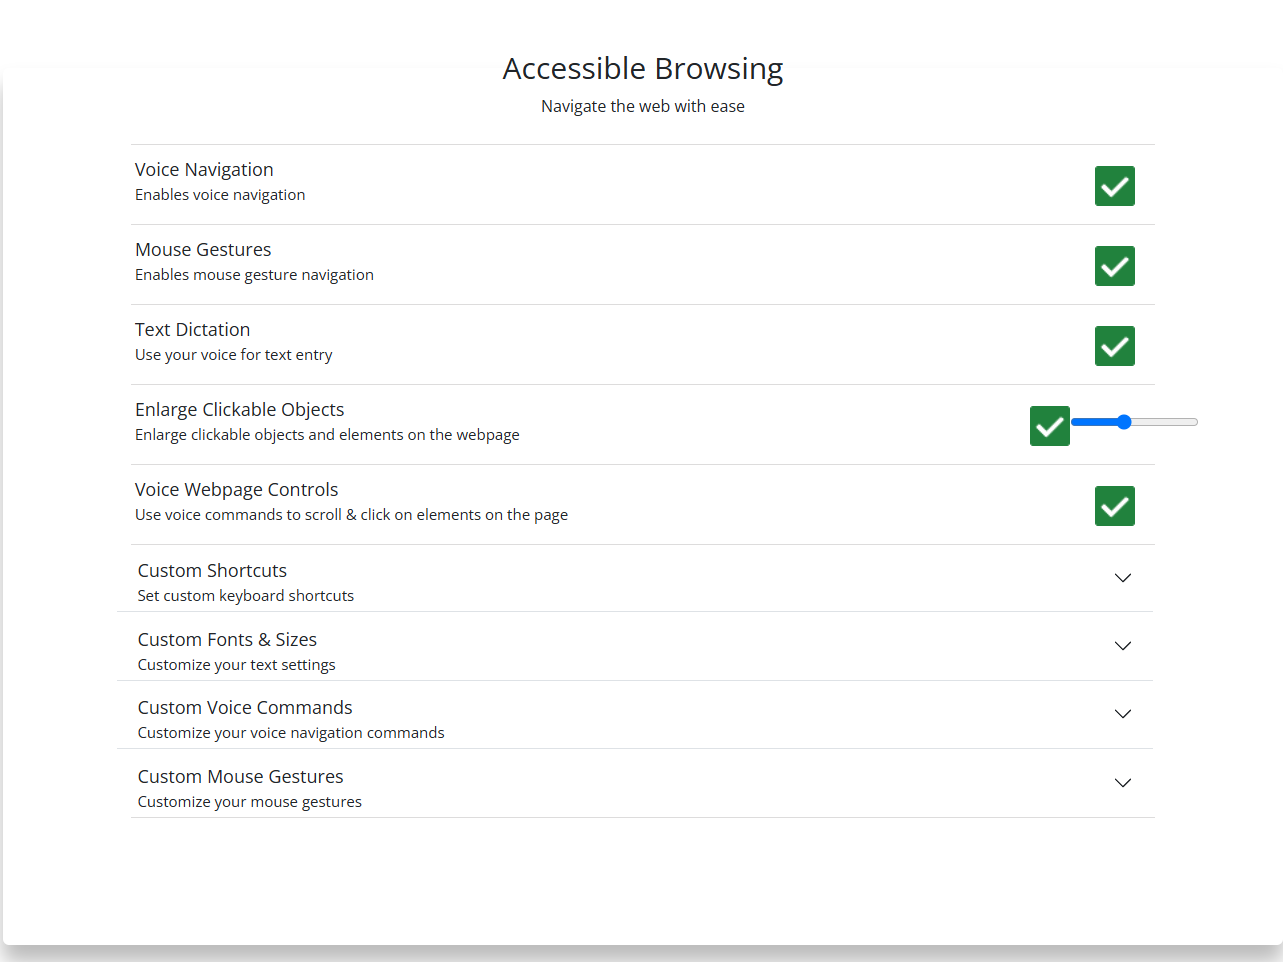 Accessible Browsing
Navigate the web with ease
Voice Navigation
Enables voice navigation
Mouse Gestures
Enables mouse gesture navigation
Text Dictation
Use your voice for text entry
Enlarge Clickable Objects
Enlarge clickable objects and elements on the webpage
Voice Webpage Controls
Use voice commands to scroll & click on elements on the page
Custom Shortcuts
Set custom keyboard shortcuts
Custom Fonts & Sizes
Customize your text settings
Custom Voice Commands
Customize your voice navigation commands
Custom Mouse Gestures
Customize your mouse gestures